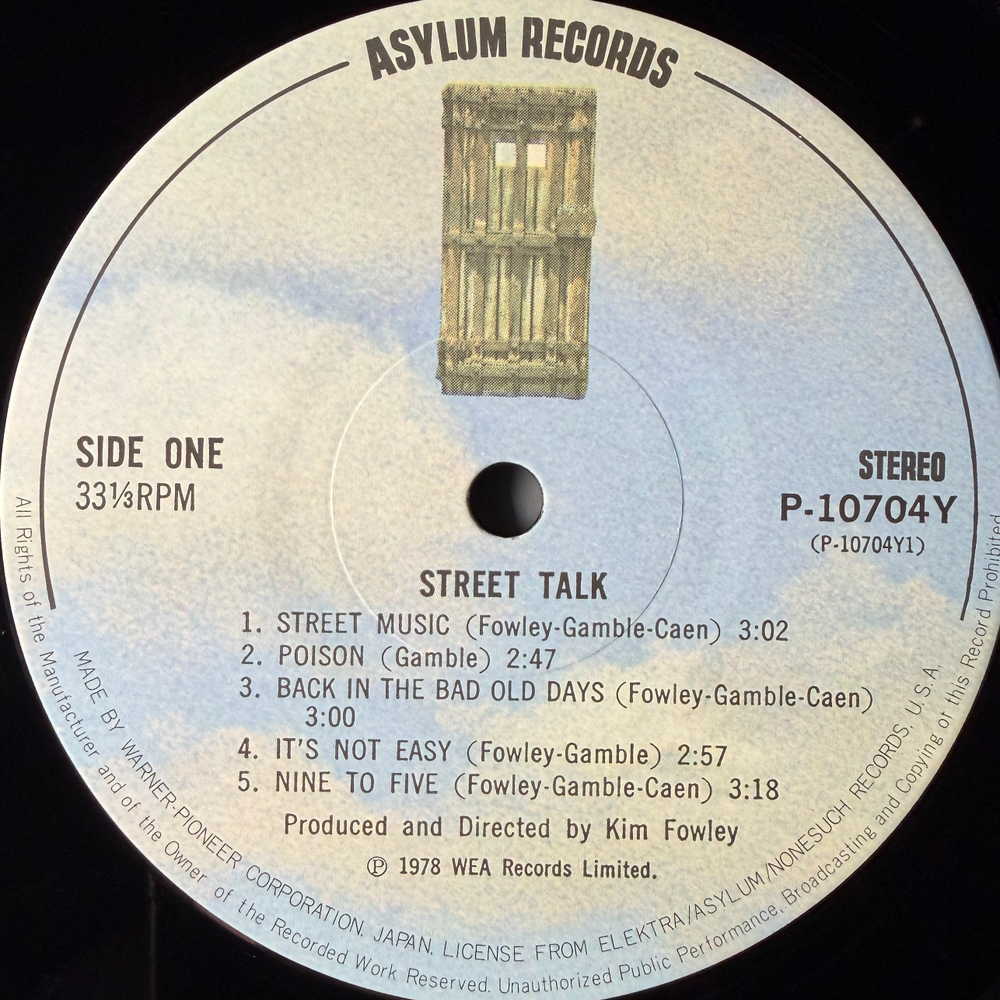 ASYLUM RECORDS
SIDE ONE
33⅓RPM
STEREO
P-10704Y
(P-10704Y1)
STREET TALK
1. STREET MUSIC (Fowley-Gamble-Caen) 3:02
2. POISON (Gamble) 2:47
3. BACK IN THE BAD OLD DAYS (Fowley-Gamble-Caen)
3:00
4. IT'S NOT EASY (Fowley-Gamble) 2:57
5. NINE TO FIVE (Fowley-Gamble-Caen) 3:18
Produced and Directed by Kim Fowley
Ⓟ 1978 WEA Records Limited.
MADE BY WARNER-PIONEER CORPORATION, JAPAN, LICENSE FROM ELEKTRA/ASYLUM/NONESUCH RECORDS, U.S.A.
All Rights of the Manufacturer and of the Owner of the Recorded Work Reserved. Unauthorized Public Performance, Broadcasting and Copying of this Record Prohibited